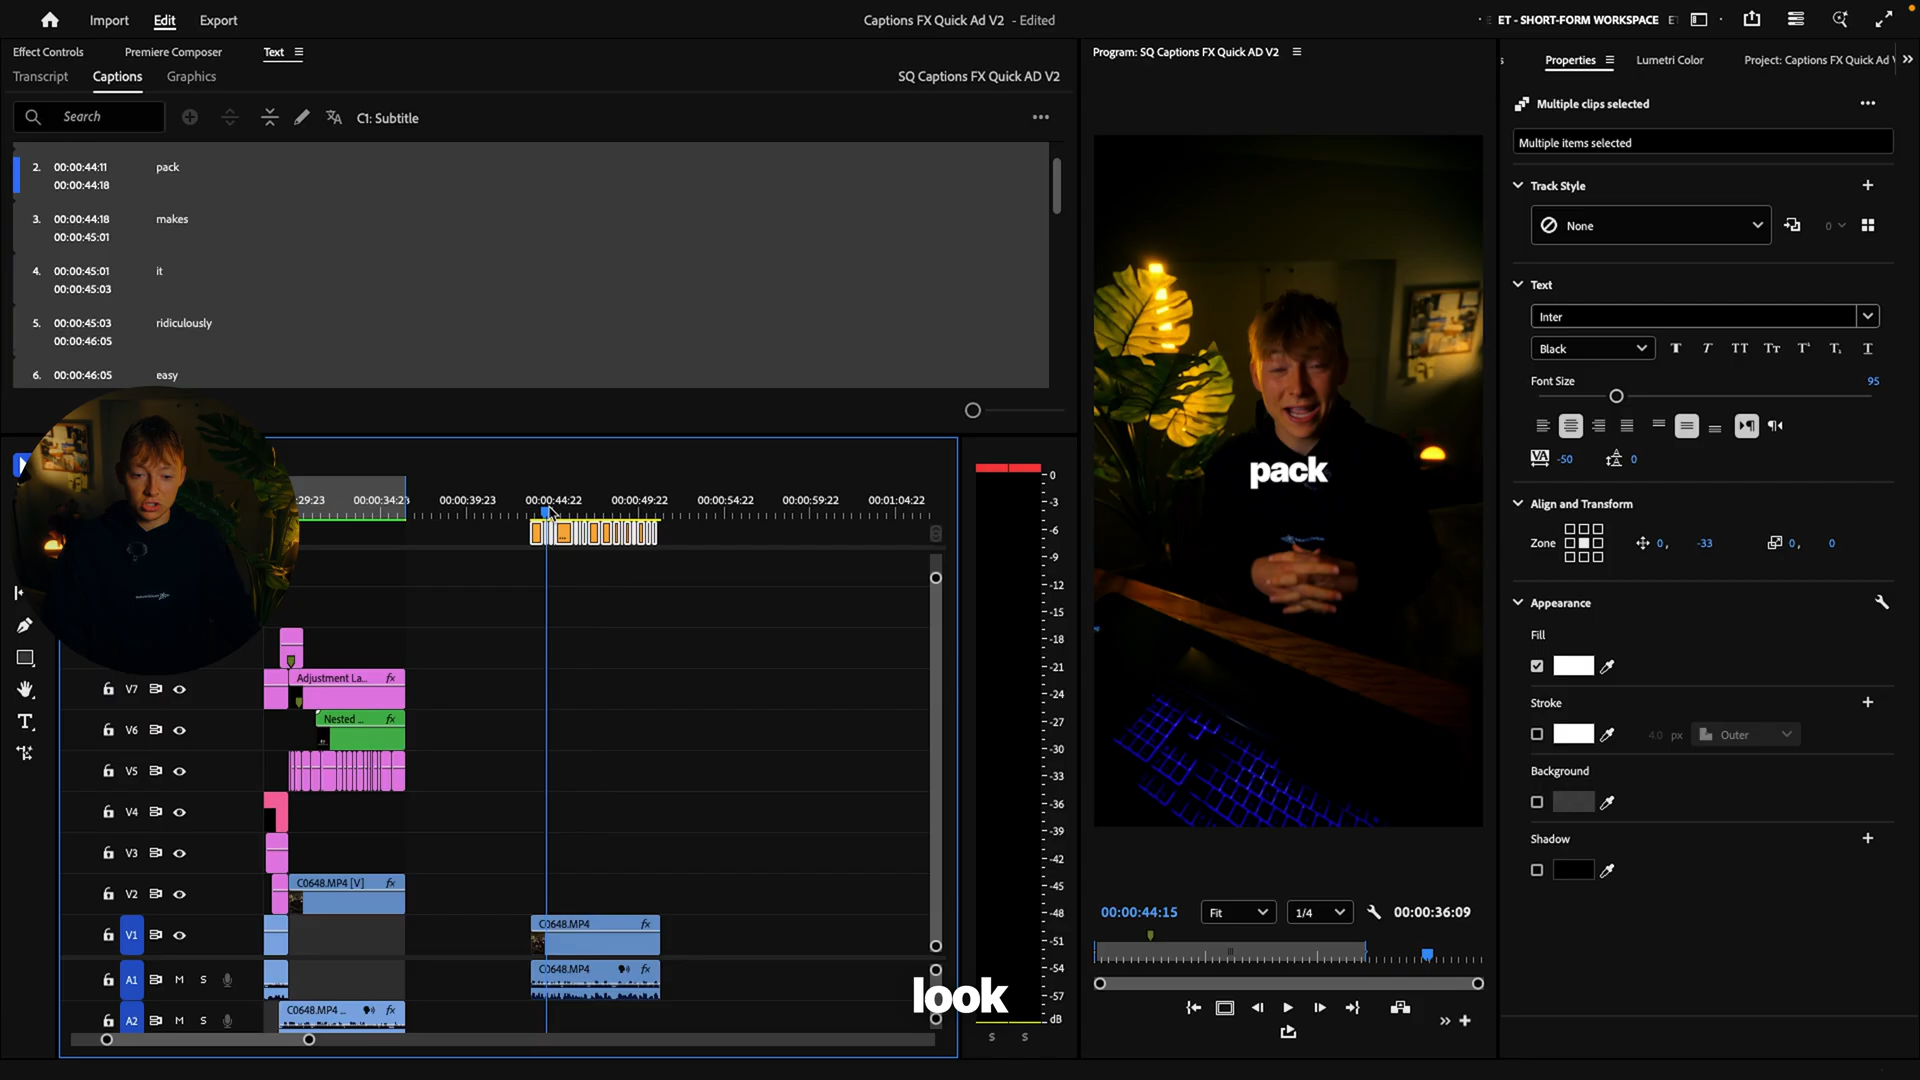 Import
Edit
Export
Captions FX Quick Ad V2 - Edited
ET - SHORT-FORM WORKSPACE
Effect Controls
Premiere Composer
Text
Program: SQ Captions FX Quick AD V2
Properties
Lumetri Color
Project: Captions FX Quick Ad V
Transcript
Captions
Graphics
SQ Captions FX Quick AD V2
Search
C1: Subtitle
Multiple clips selected
Multiple items selected
2. 00:00:44:11 pack
00:00:44:18
3. 00:00:44:18 makes
00:00:45:01
4. 00:00:45:01 it
00:00:45:03
5. 00:00:45:03 ridiculously
00:00:46:05
6. 00:00:46:05 easy
Track Style
None
0
Text
Inter
Black
Font Size
95
-50
0
Align and Transform
Zone
0, -33
0, 0
Appearance
Fill
Stroke
4.0 px
Outer
Background
Shadow
pack
:29:23
00:00:34:2
00:00:39:23
00:00:44:22
00:00:49:22
00:00:54:22
00:00:59:22
00:01:04:22
Adjustment La...
fx
V7
Nested ...
fx
V6
V5
V4
V3
C0648.MP4 [V]
fx
V2
C0648.MP4
fx
V1
C0648.MP4
fx
A1
M
S
C0648.MP4 ...
fx
A2
M
S
look
0
-3
-6
-9
-12
-15
-18
-21
-24
-27
-30
-33
-36
-39
-42
-45
-48
-51
-54
-57
dB
S
S
00:00:44:15
Fit
1/4
00:00:36:09